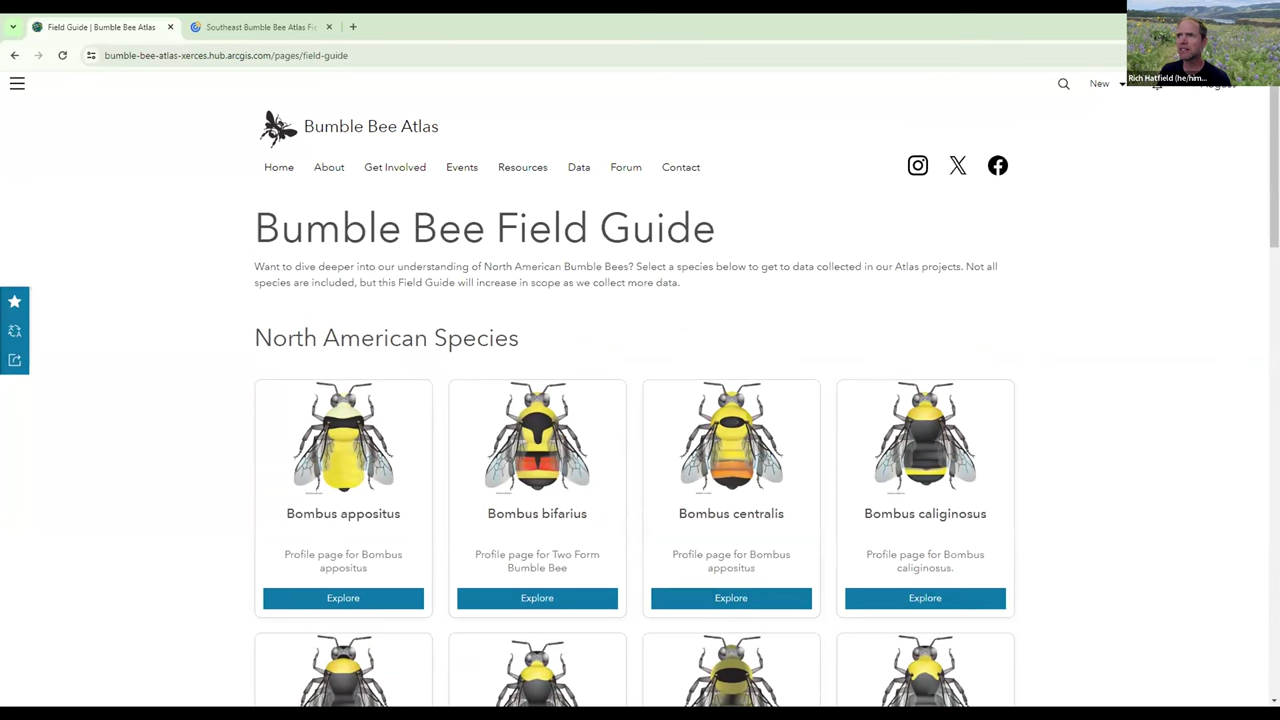 Field Guide | Bumble Bee Atlas
Southeast Bumble Bee Atlas Fi
bumble-bee-atlas-xerces.hub.arcgis.com/pages/field-guide
Rich Hatfield (he/him...
New
Bumble Bee Atlas
Home About Get Involved Events Resources Data Forum Contact
Bumble Bee Field Guide
Want to dive deeper into our understanding of North American Bumble Bees? Select a species below to get to data collected in our Atlas projects. Not all
species are included, but this Field Guide will increase in scope as we collect more data.
North American Species
Bombus appositus
Profile page for Bombus
appositus
Explore
Bombus bifarius
Profile page for Two Form
Bumble Bee
Explore
Bombus centralis
Profile page for Bombus
appositus
Explore
Bombus caliginosus
Profile page for Bombus
caliginosus.
Explore